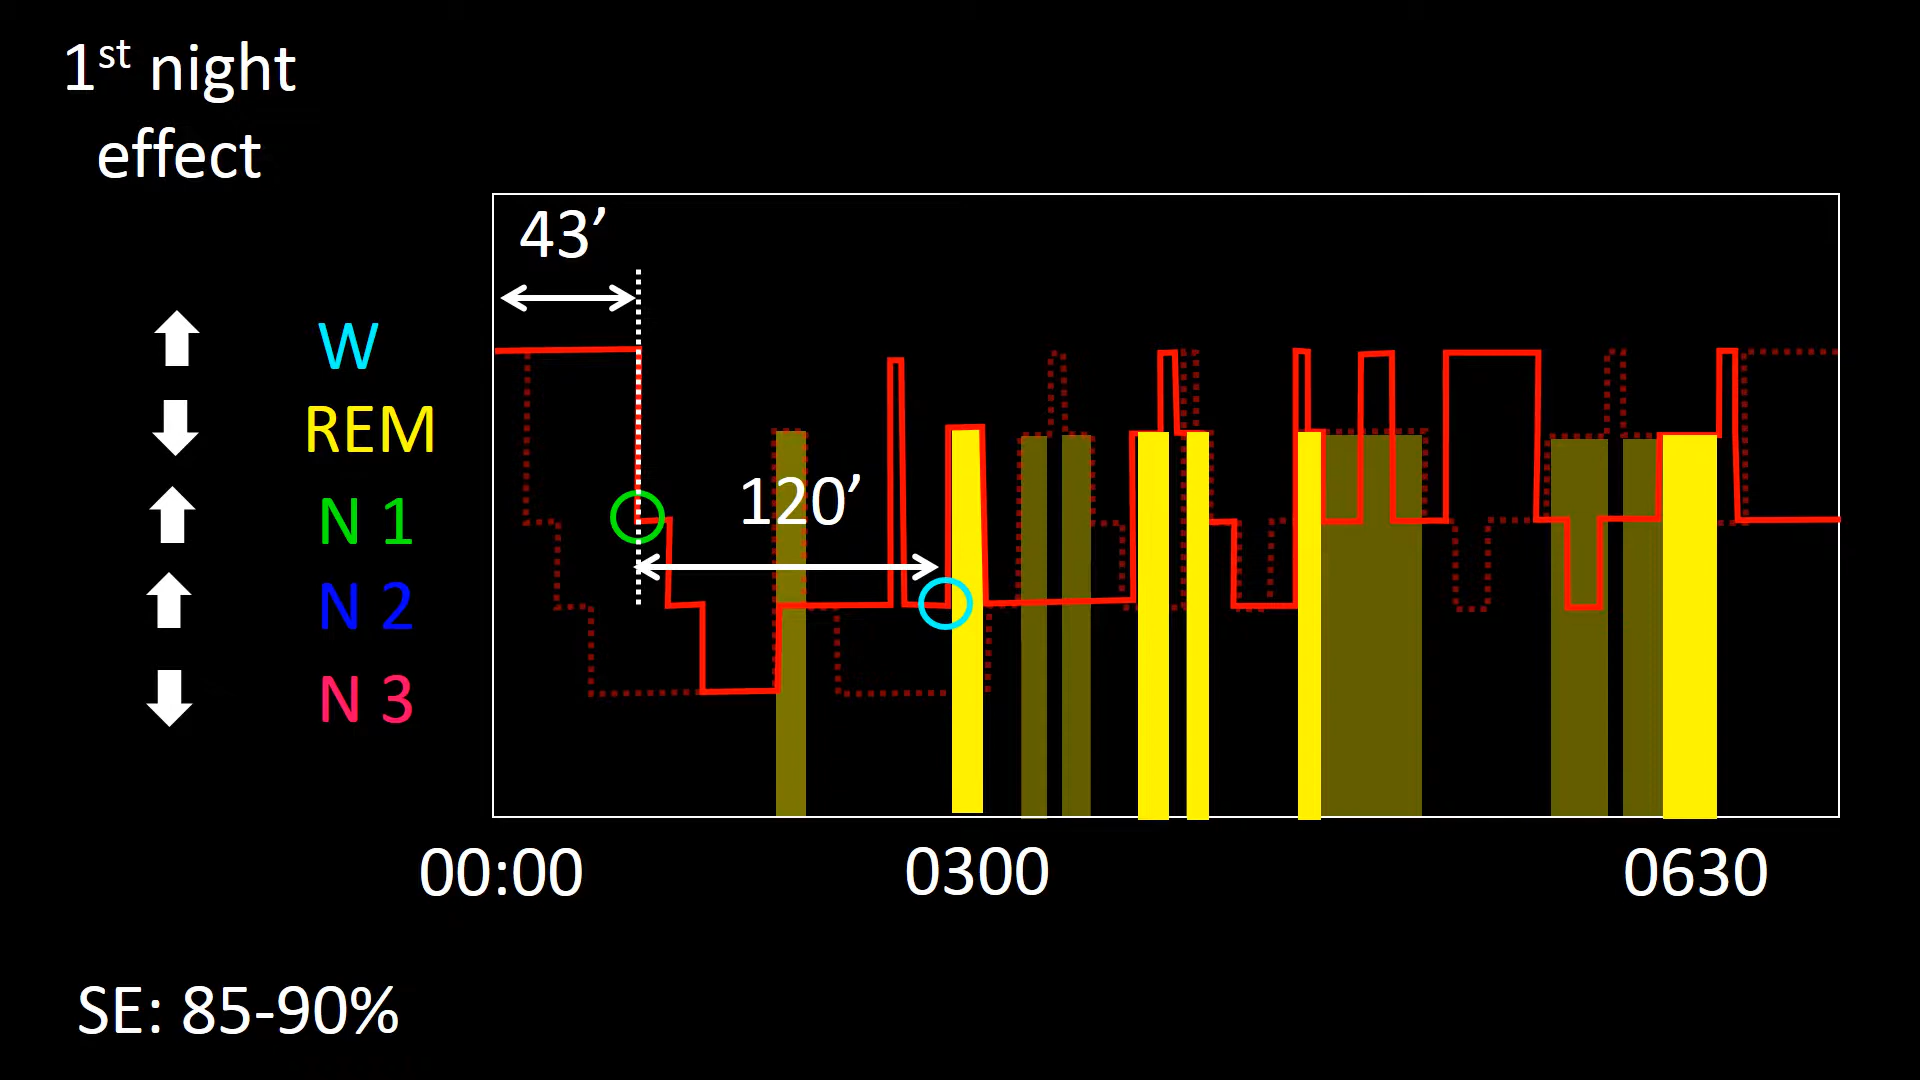 1st night
effect
43’
W
REM
120’
N 1
N 2
N 3
00:00
0300
0630
SE: 85-90%